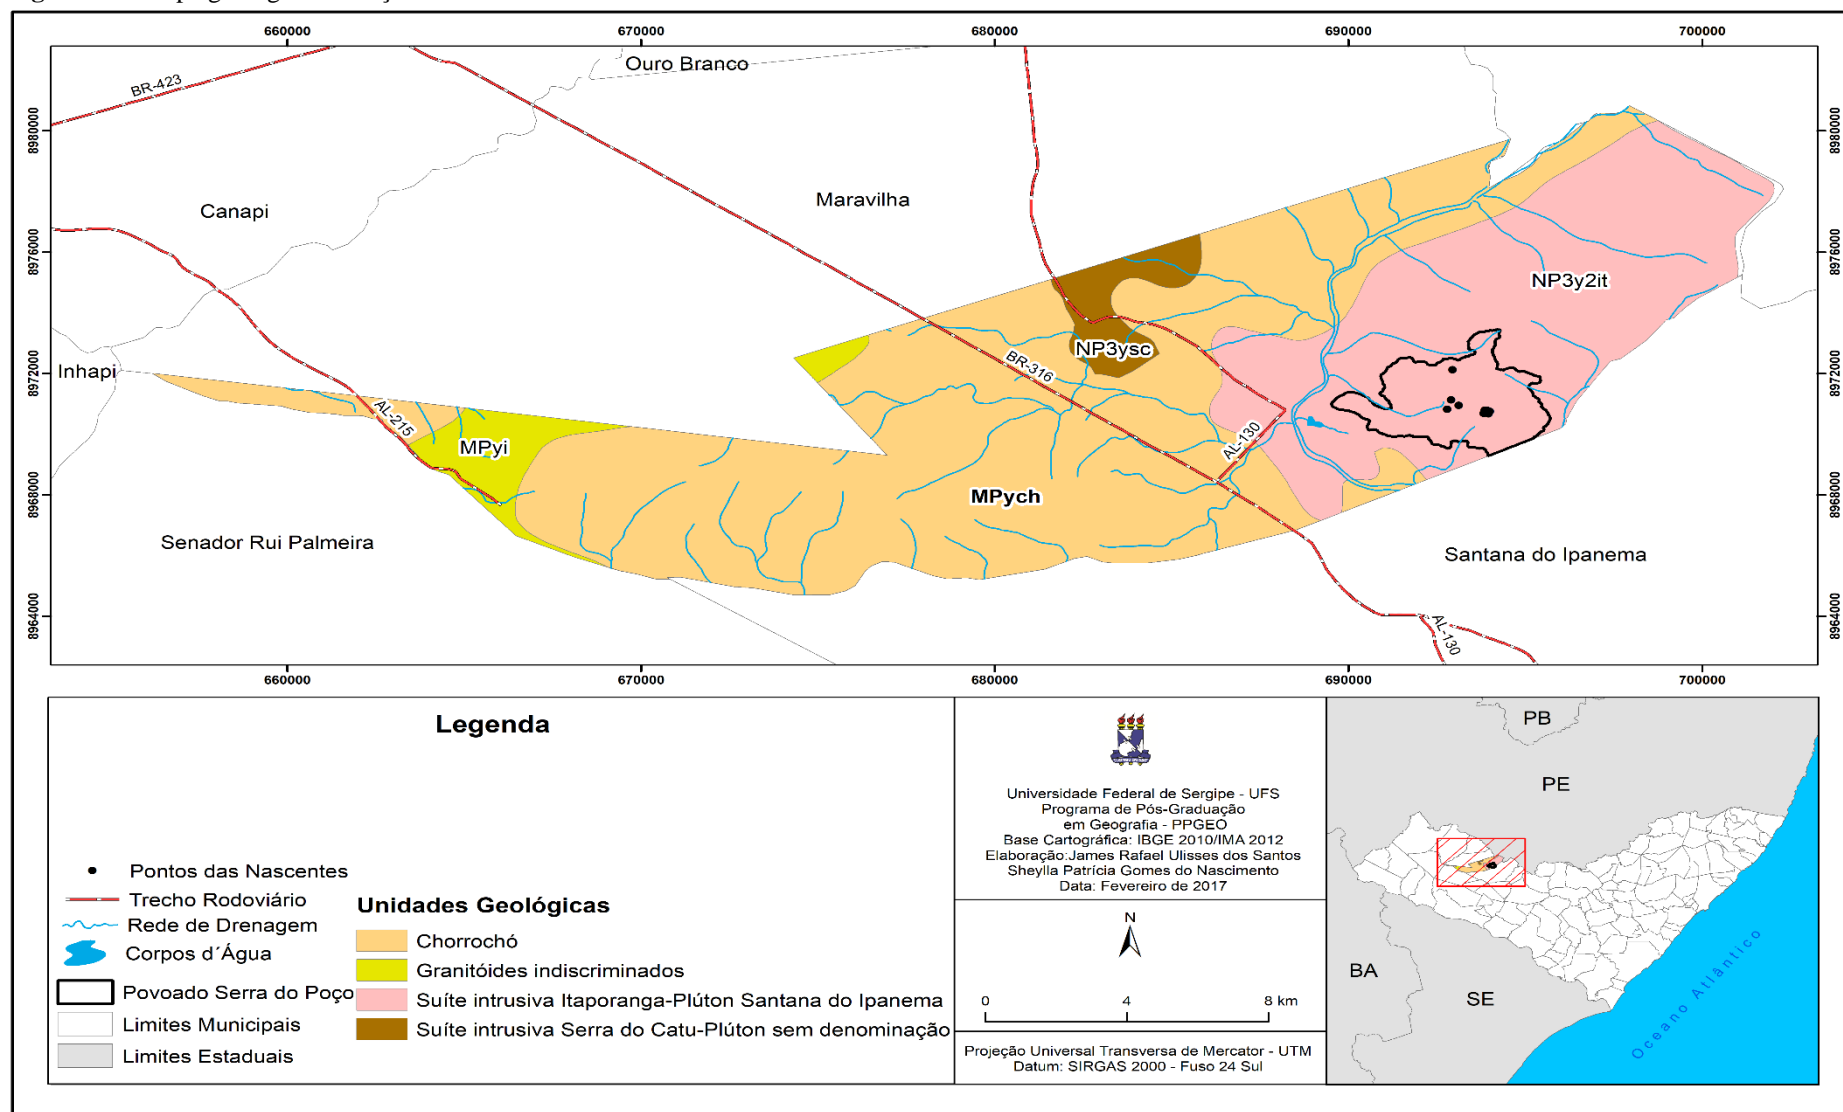 660000
670000
680000
690000
700000
BR-423
Ouro Branco
8980000
8980000
Maravilha
Canapi
8976000
8976000
NP3y2it
NP3ysc
BR-316
Inhapi
8972000
8972000
AL-215
MPyi
AL-130
MPych
8968000
8968000
Senador Rui Palmeira
Santana do Ipanema
8964000
8964000
AL-130
660000
670000
680000
690000
700000
Legenda
Pontos das Nascentes
Trecho Rodoviário
Rede de Drenagem
Corpos d´Água
Povoado Serra do Poço
Limites Municipais
Limites Estaduais
Unidades Geológicas
Chorrochó
Granitóides indiscriminados
Suíte intrusiva Itaporanga-Plúton Santana do Ipanema
Suíte intrusiva Serra do Catu-Plúton sem denominação
Universidade Federal de Sergipe - UFS
Programa de Pós-Graduação
em Geografia - PPGEO
Base Cartográfica: IBGE 2010/IMA 2012
Elaboração:James Rafael Ulisses dos Santos
Sheylla Patrícia Gomes do Nascimento
Data: Fevereiro de 2017
N
0 4 8 km
Projeção Universal Transversa de Mercator - UTM
Datum: SIRGAS 2000 - Fuso 24 Sul
PB
PE
BA
SE
Oceano Atlântico